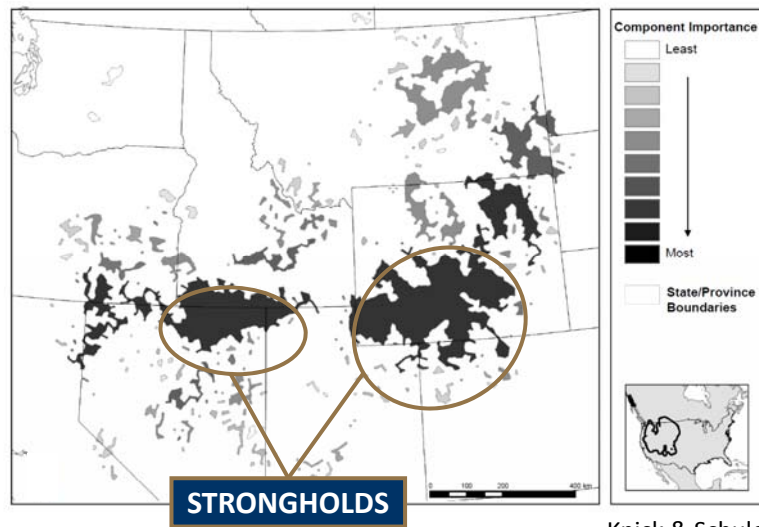 Component Importance
Least
Most
State/Province
Boundaries
STRONGHOLDS
0 100 200 400 km